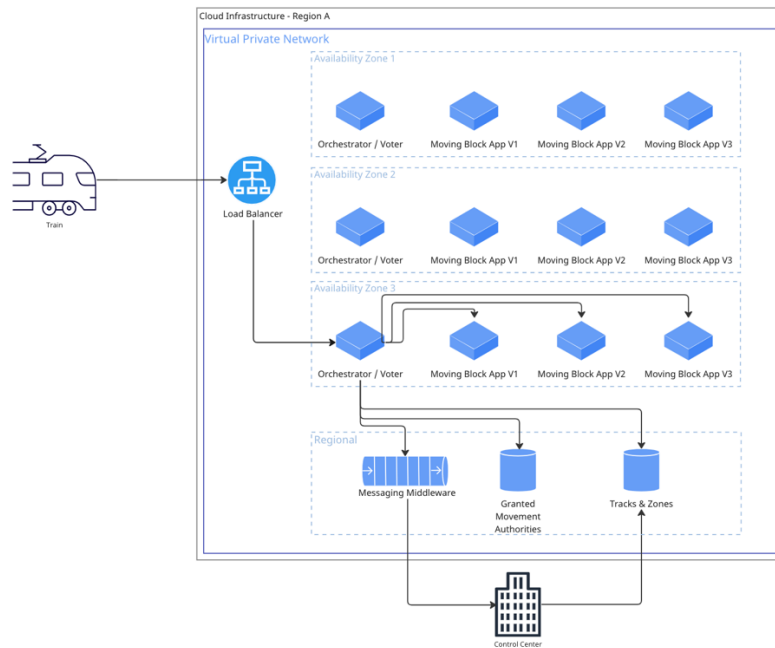 Cloud Infrastructure - Region A
Virtual Private Network
Availability Zone 1
Orchestrator / Voter
Moving Block App V1
Moving Block App V2
Moving Block App V3
Availability Zone 2
Train
Load Balancer
Orchestrator / Voter
Moving Block App V1
Moving Block App V2
Moving Block App V3
Availability Zone 3
Orchestrator / Voter
Moving Block App V1
Moving Block App V2
Moving Block App V3
Regional
Messaging Middleware
Granted
Movement
Authorities
Tracks & Zones
Control Center